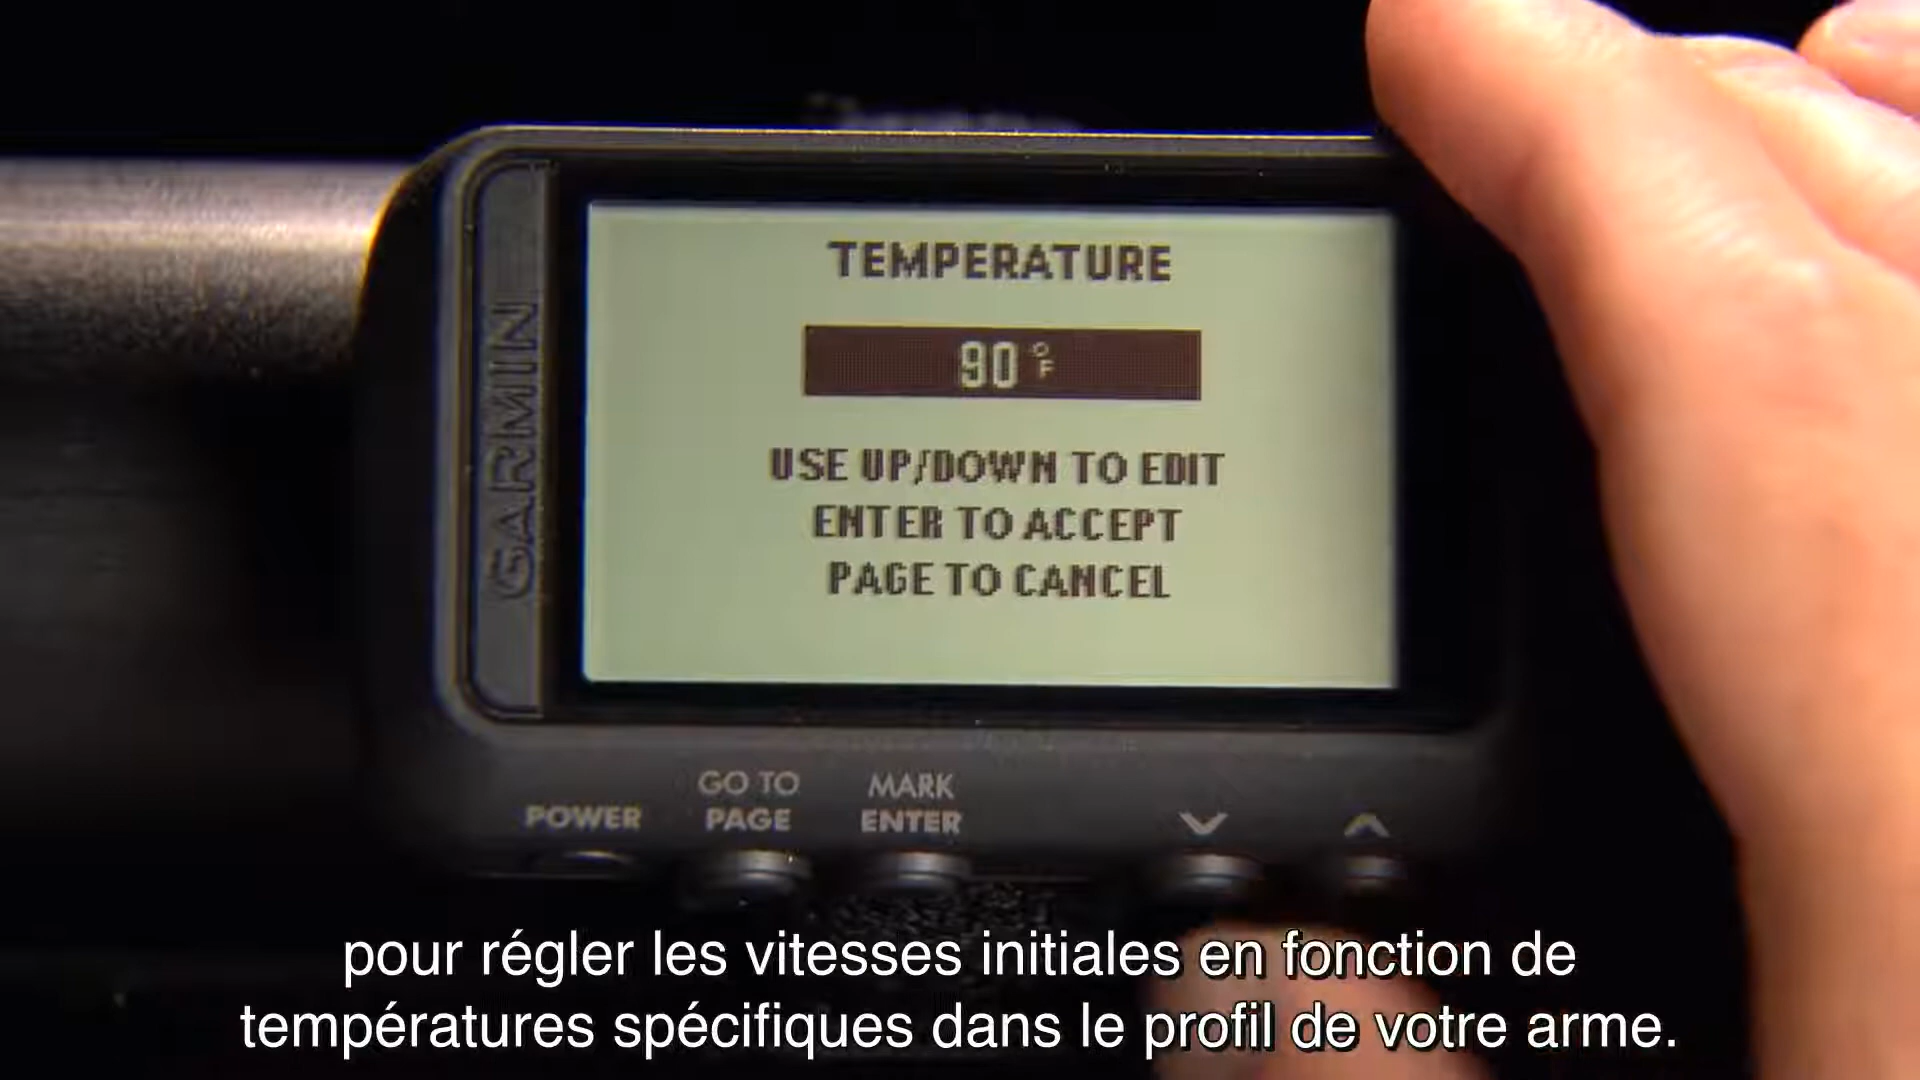 GARMIN
TEMPERATURE
90 °F
USE UP/DOWN TO EDIT
ENTER TO ACCEPT
PAGE TO CANCEL
POWER
GO TO
PAGE
MARK
ENTER
pour régler les vitesses initiales en fonction de
températures spécifiques dans le profil de votre arme.